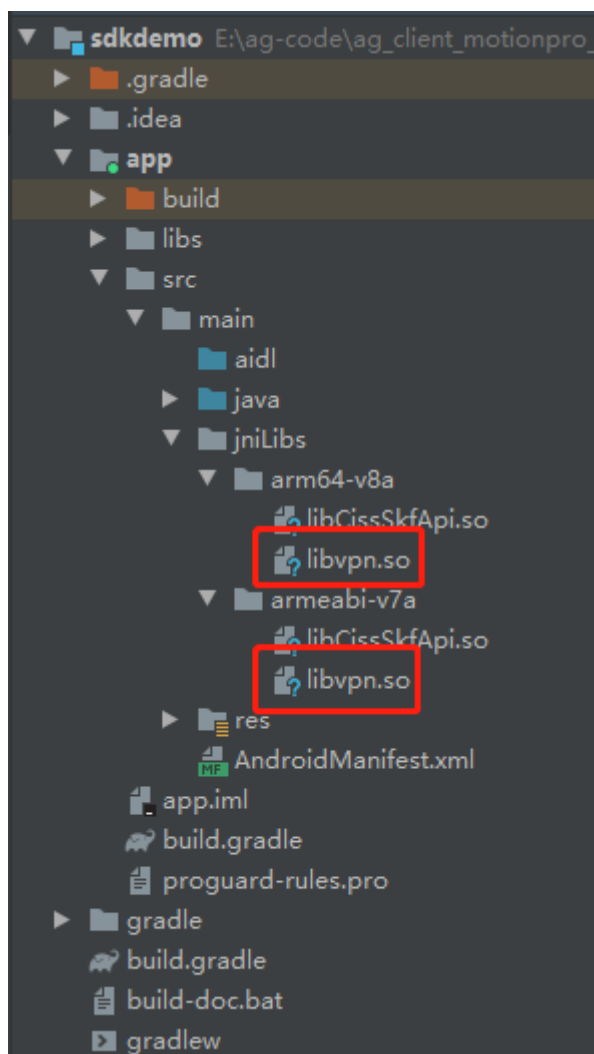 sdkdemo E:\ag-code\ag_client_motionpro_
.gradle
.idea
app
build
libs
src
main
aidl
java
jniLibs
arm64-v8a
libCissSkfApi.so
libvpn.so
armeabi-v7a
libCissSkfApi.so
libvpn.so
res
MF AndroidManifest.xml
app.iml
build.gradle
proguard-rules.pro
gradle
build.gradle
build-doc.bat
gradlew